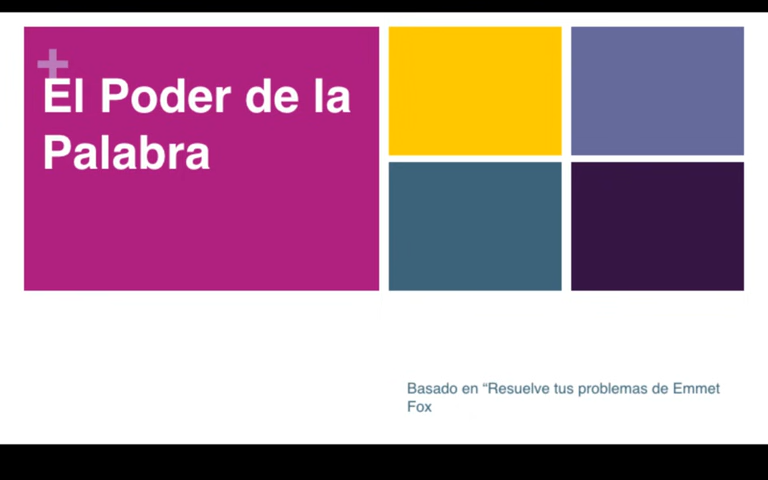 +
El Poder de la
Palabra
Basado en “Resuelve tus problemas de Emmet
Fox